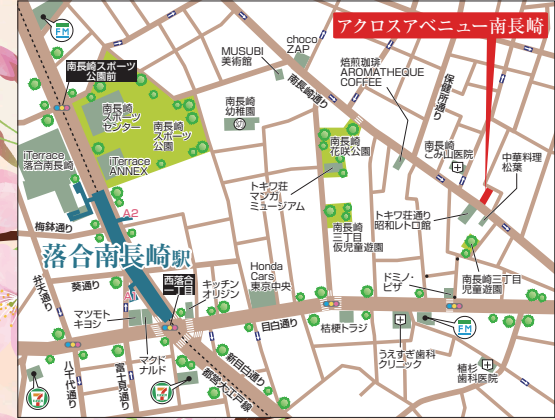 アクロスアベニュー南長崎
FM
choco
ZAP
MUSUBI
美術館
南長崎通り
焙煎珈琲
AROMATHEQUE
COFFEE
保健所通り
南長崎スポーツ
公園前
南長崎
スポーツ
センター
南長崎
スポーツ
公園
南長崎
幼稚園
文
南長崎
花咲公園
南長崎
こみ山医院
中華料理
松葉
iTerrace
落合南長崎
iTerrace
ANNEX
トキワ荘
マンガ
ミュージアム
トキワ荘通り
昭和レトロ館
A2
梅鉢通り
南長崎
三丁目
仮児童遊園
落合南長崎駅
弁天通り
葵通り
A1
西落合
一丁目
キッチン
オリジン
Honda
Cars
東京中央
ドミノ・
ピザ
南長崎三丁目
児童遊園
マツモト
キヨシ
目白通り
桔梗トラジ
FM
マクド
ナルド
新目白通り
うえすぎ歯科
クリニック
植杉
歯科医院
八千代通り
富士見通り
都営大江戸線
7
7